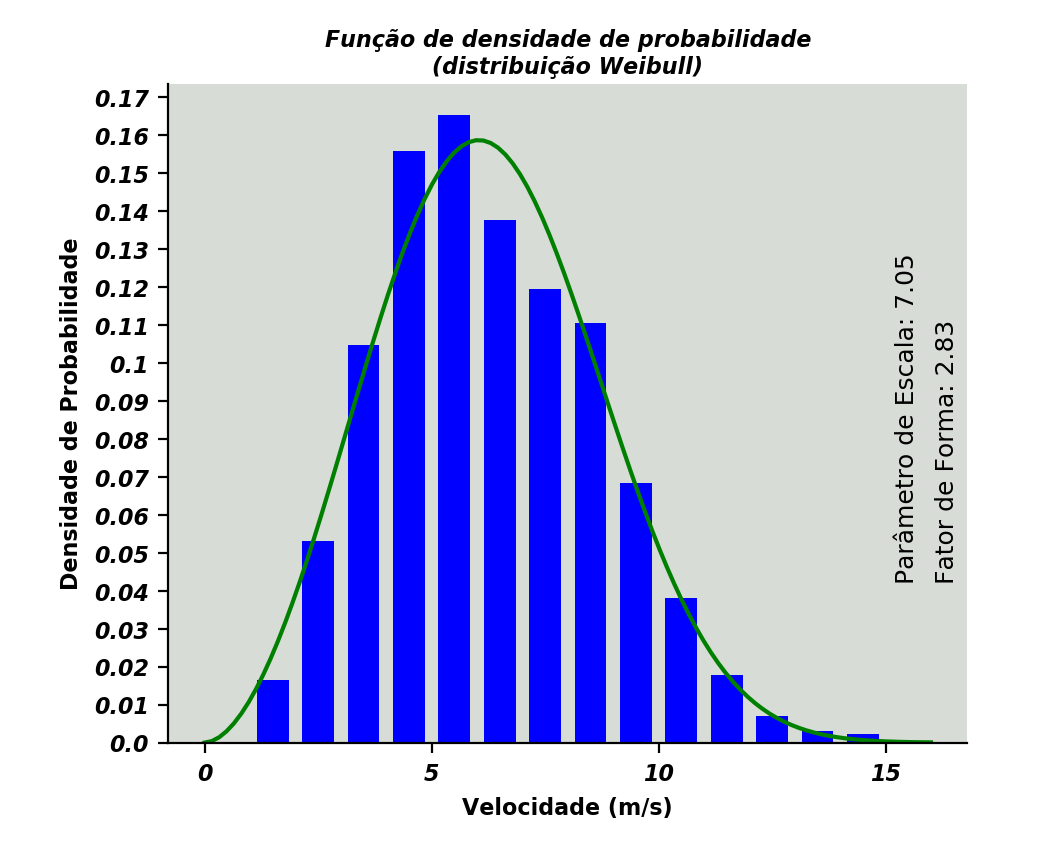 Função de densidade de probabilidade
(distribuição Weibull)
Densidade de Probabilidade
0.17
0.16
0.15
0.14
0.13
0.12
0.11
0.1
0.09
0.08
0.07
0.06
0.05
0.04
0.03
0.02
0.01
0.0
Parâmetro de Escala: 7.05
Fator de Forma: 2.83
0 5 10 15
Velocidade (m/s)